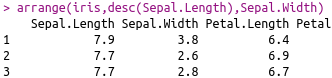 > arrange(iris,desc(Sepal.Length),Sepal.Width)
Sepal.Length Sepal.Width Petal.Length Petal
1 7.9 3.8 6.4
2 7.7 2.6 6.9
3 7.7 2.8 6.7